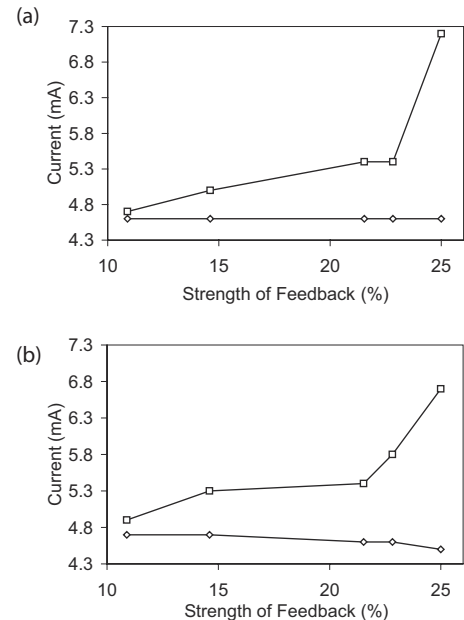 (a)
7.3
6.8
6.3
5.8
5.3
4.8
4.3
Current (mA)
10 15 20 25
Strength of Feedback (%)
(b)
7.3
6.8
6.3
5.8
5.3
4.8
4.3
Current (mA)
10 15 20 25
Strength of Feedback (%)